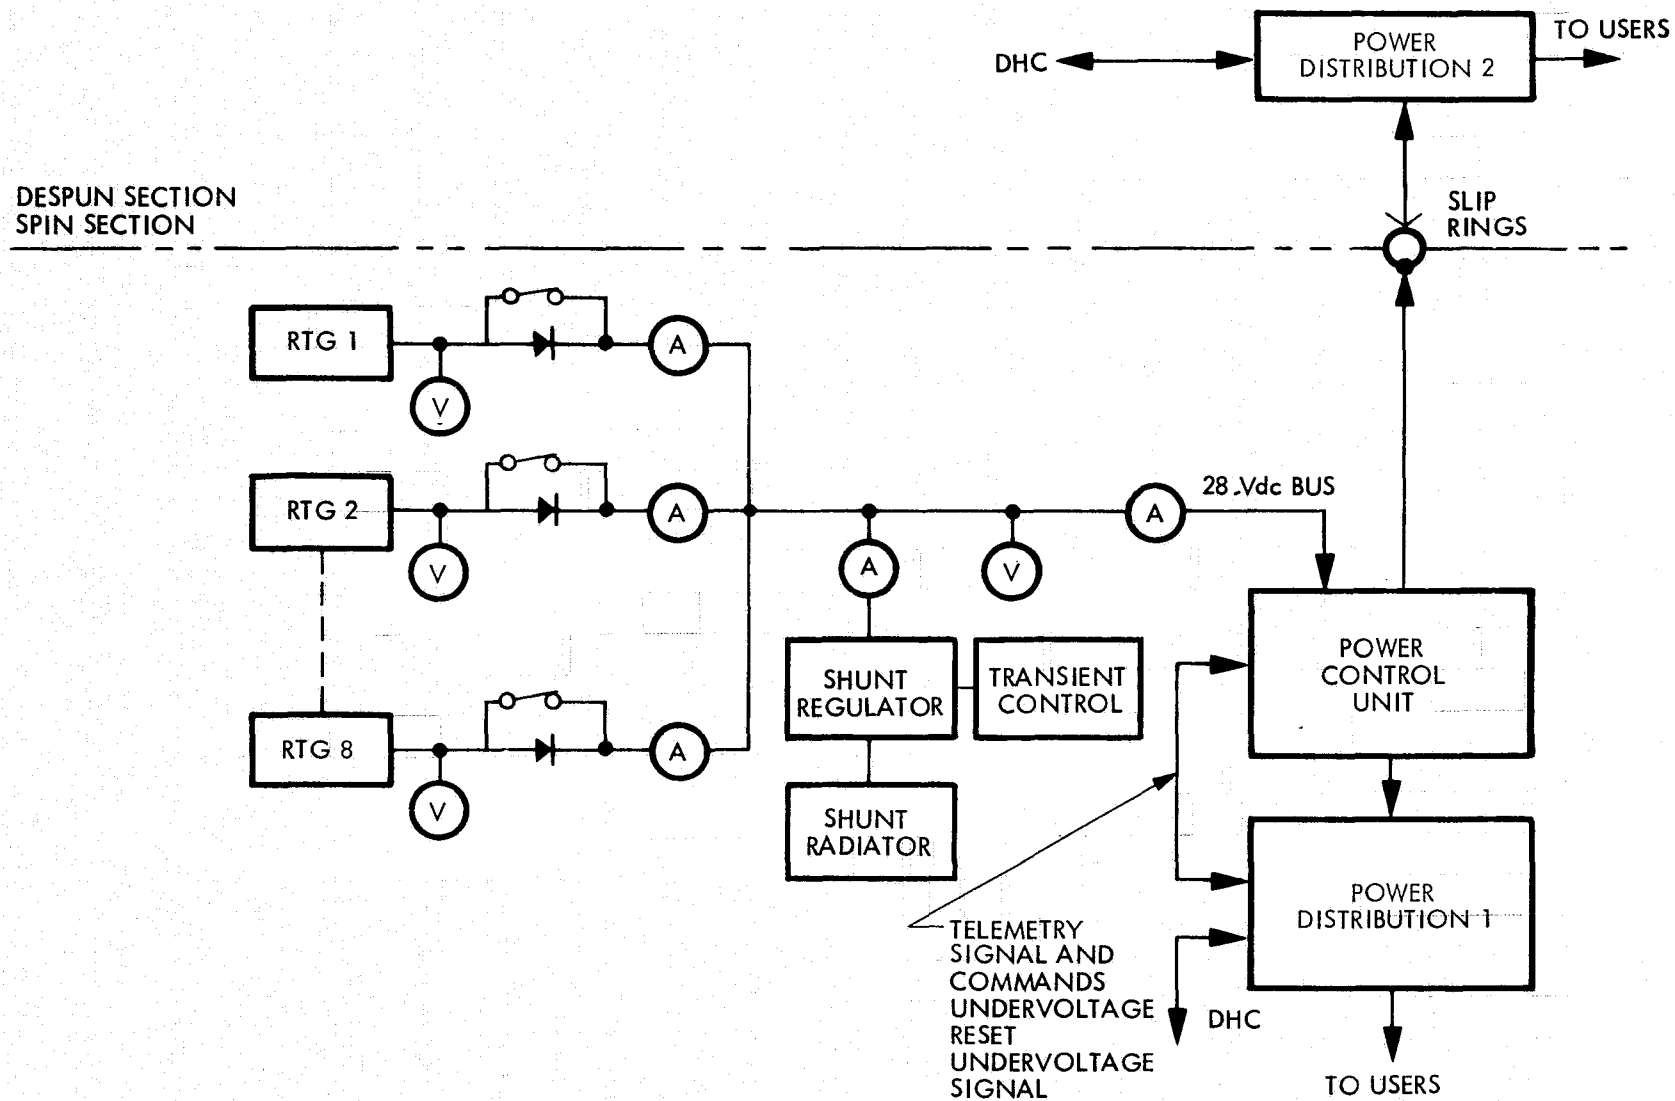 TO USERS
POWER
DISTRIBUTION 2
DHC
DESPUN SECTION
SPIN SECTION
SLIP
RINGS
RTG 1
A
V
28-Vdc BUS
RTG 2
A
A
V
A
V
POWER
CONTROL
UNIT
SHUNT
REGULATOR
TRANSIENT
CONTROL
RTG 8
A
V
SHUNT
RADIATOR
POWER
DISTRIBUTION 1
TELEMETRY
SIGNAL AND
COMMANDS
UNDERVOLTAGE
RESET
UNDERVOLTAGE
SIGNAL
DHC
TO USERS